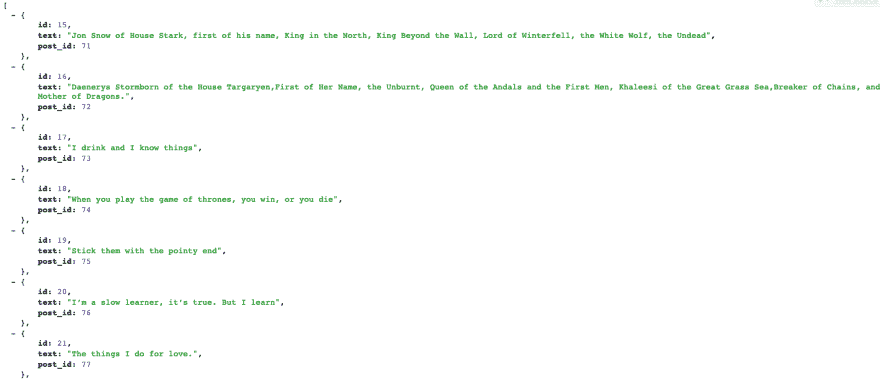 [
- {
id: 15,
text: "Jon Snow of House Stark, first of his name, King in the North, King Beyond the Wall, Lord of Winterfell, the White Wolf, the Undead",
post_id: 71
},
- {
id: 16,
text: "Daenerys Stormborn of the House Targaryen,First of Her Name, the Unburnt, Queen of the Andals and the First Men, Khaleesi of the Great Grass Sea,Breaker of Chains, and
Mother of Dragons.",
post_id: 72
},
- {
id: 17,
text: "I drink and I know things",
post_id: 73
},
- {
id: 18,
text: "When you play the game of thrones, you win, or you die",
post_id: 74
},
- {
id: 19,
text: "Stick them with the pointy end",
post_id: 75
},
- {
id: 20,
text: "I'm a slow learner, it's true. But I learn",
post_id: 76
},
- {
id: 21,
text: "The things I do for love.",
post_id: 77
},